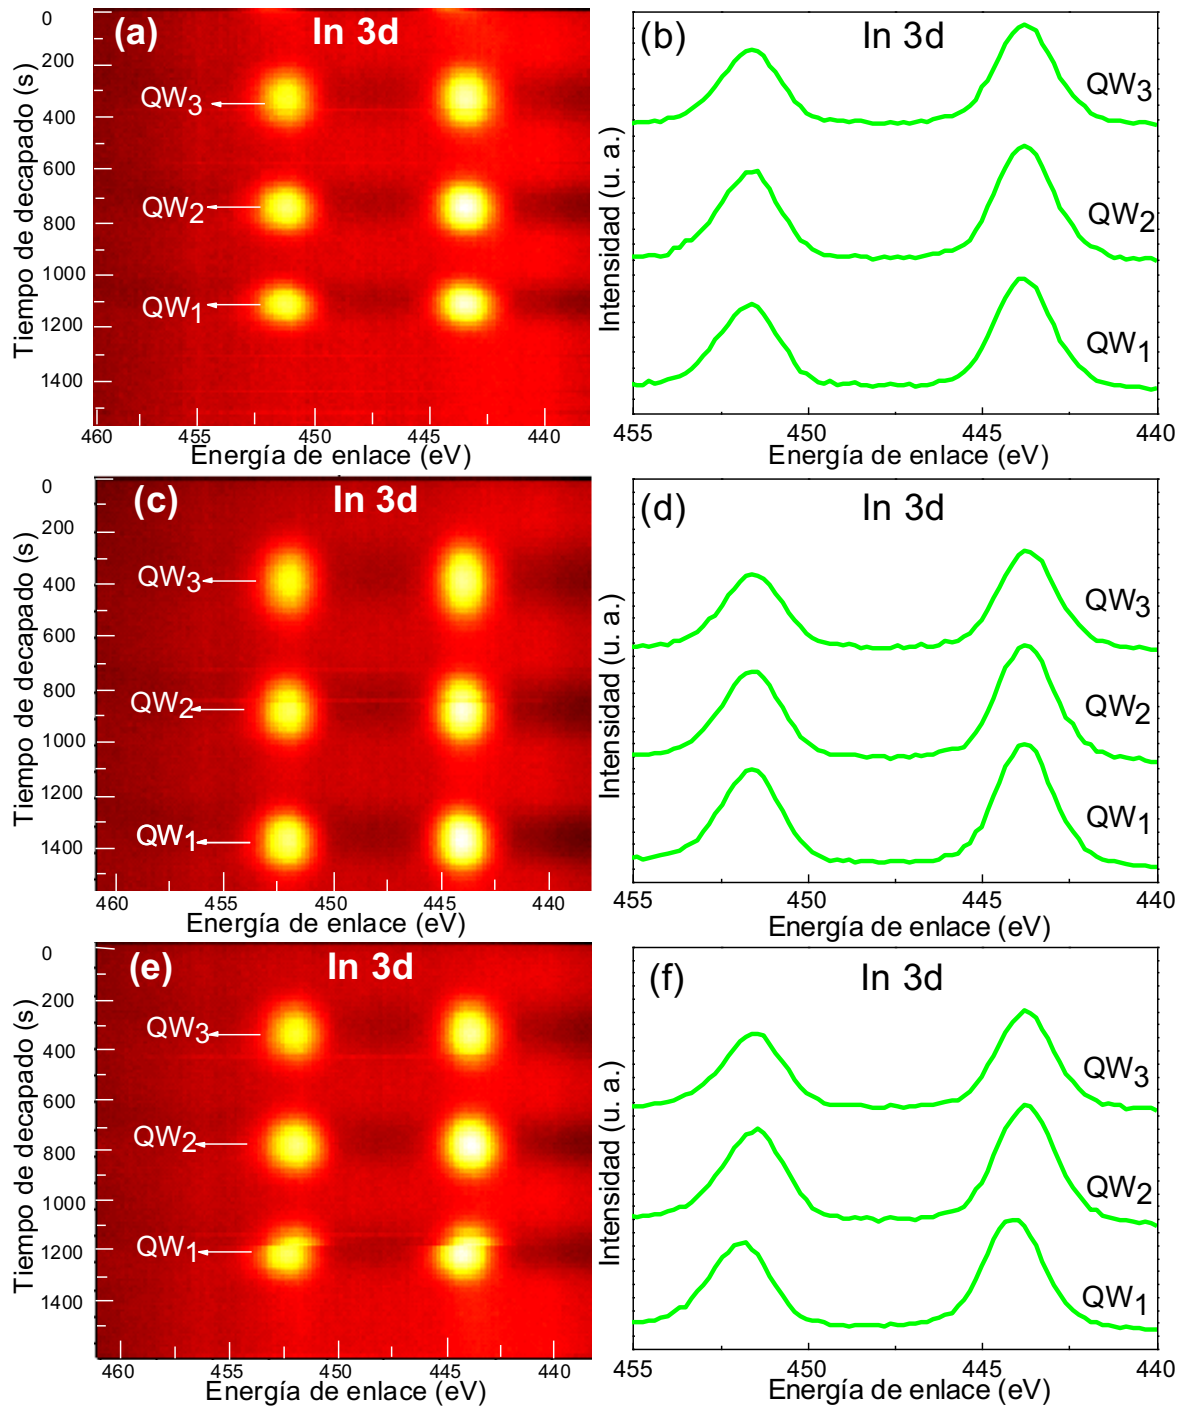 (a) In 3d
Tiempo de decapado (s)
0
200
400
600
800
1000
1200
1400
QW3
QW2
QW1
460 455 450 445 440
Energía de enlace (eV)
(b) In 3d
Intensidad (u. a.)
QW3
QW2
QW1
455 450 445 440
Energía de enlace (eV)
(c) In 3d
Tiempo de decapado (s)
0
200
400
600
800
1000
1200
1400
QW3
QW2
QW1
460 455 450 445 440
Energía de enlace (eV)
(d) In 3d
Intensidad (u. a.)
QW3
QW2
QW1
455 450 445 440
Energía de enlace (eV)
(e) In 3d
Tiempo de decapado (s)
0
200
400
600
800
1000
1200
1400
QW3
QW2
QW1
460 455 450 445 440
Energía de enlace (eV)
(f) In 3d
Intensidad (u. a.)
QW3
QW2
QW1
455 450 445 440
Energía de enlace (eV)